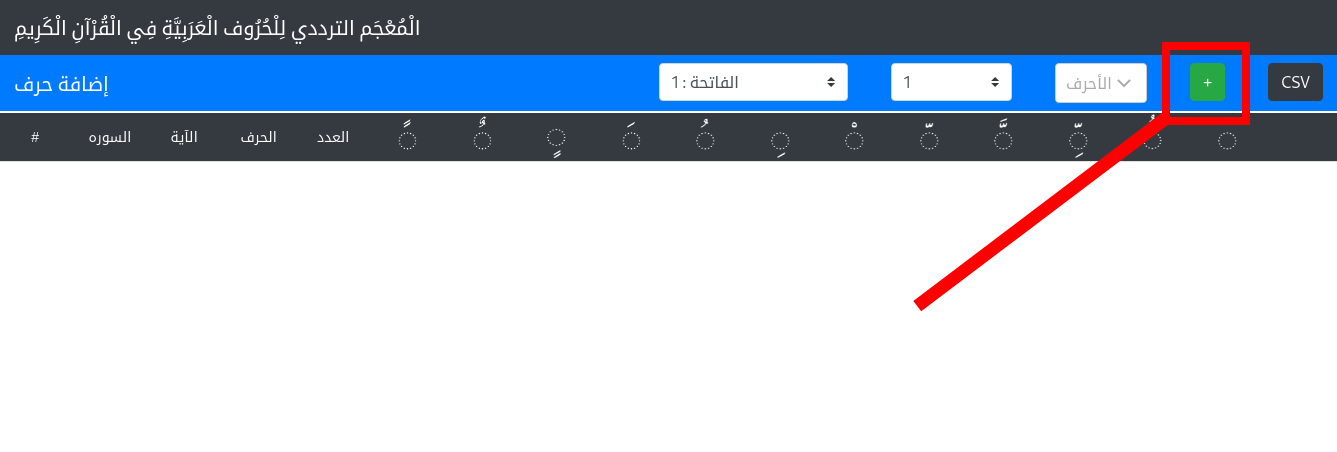 الْمُعْجَم الترددي لِلْحُرُوف الْعَرَبِيَّةِ فِي الْقُرْآنِ الْكَرِيمِ
إضافة حرف
1 : الفاتحة
1
الأحرف
+
CSV
# السوره الآية الحرف العدد ◌ً ◌ٌ ◌ٍ ◌َ ◌ُ ◌ِ ◌ْ ◌ّ ◌َّ ◌ِّ ◌ُّ ◌